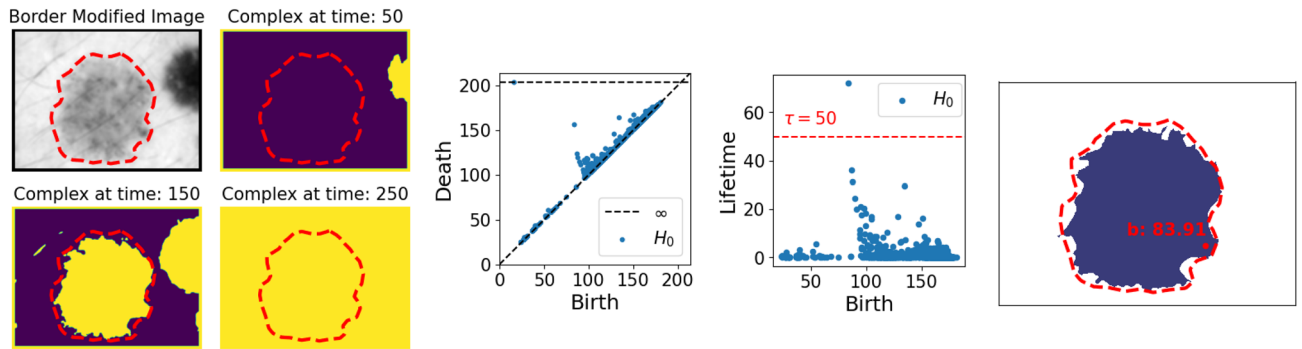 Border Modified Image
Complex at time: 50
Complex at time: 150
Complex at time: 250
Death
200
150
100
50
0
0
50
100
150
200
Birth
∞
H₀
Lifetime
60
40
20
0
50
100
150
Birth
τ = 50
H₀
b: 83.91